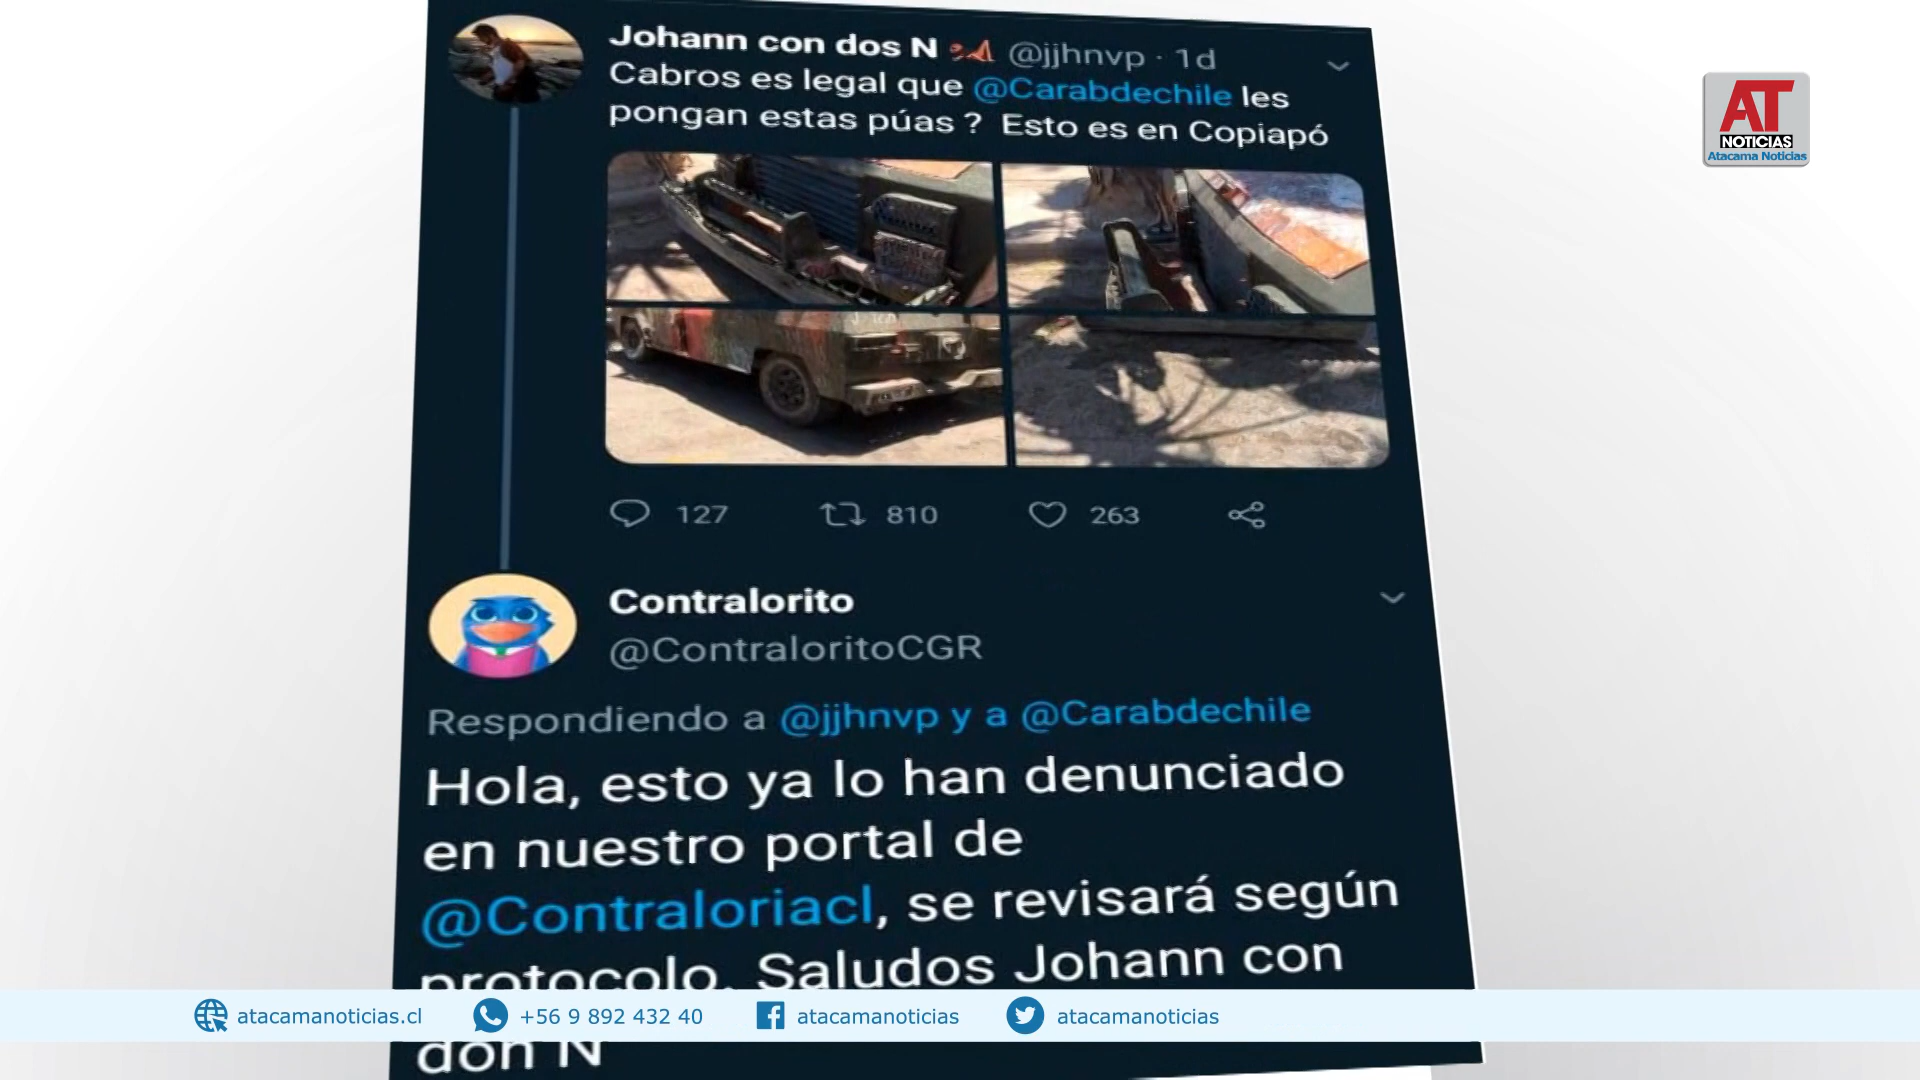 Johann con dos N @jjhnvp · 1d
Cabros es legal que @Carabdechile les
pongan estas púas ? Esto es en Copiapó
127 810 263
Contralorito
@ContraloritoCGR
Respondiendo a @jjhnvp y a @Carabdechile
Hola, esto ya lo han denunciado
en nuestro portal de
@Contraloriacl, se revisará según
protocolo. Saludos Johann con
don N
AT
NOTICIAS
Atacama Noticias
atacamanoticias.cl +56 9 892 432 40 atacamanoticias atacamanoticias